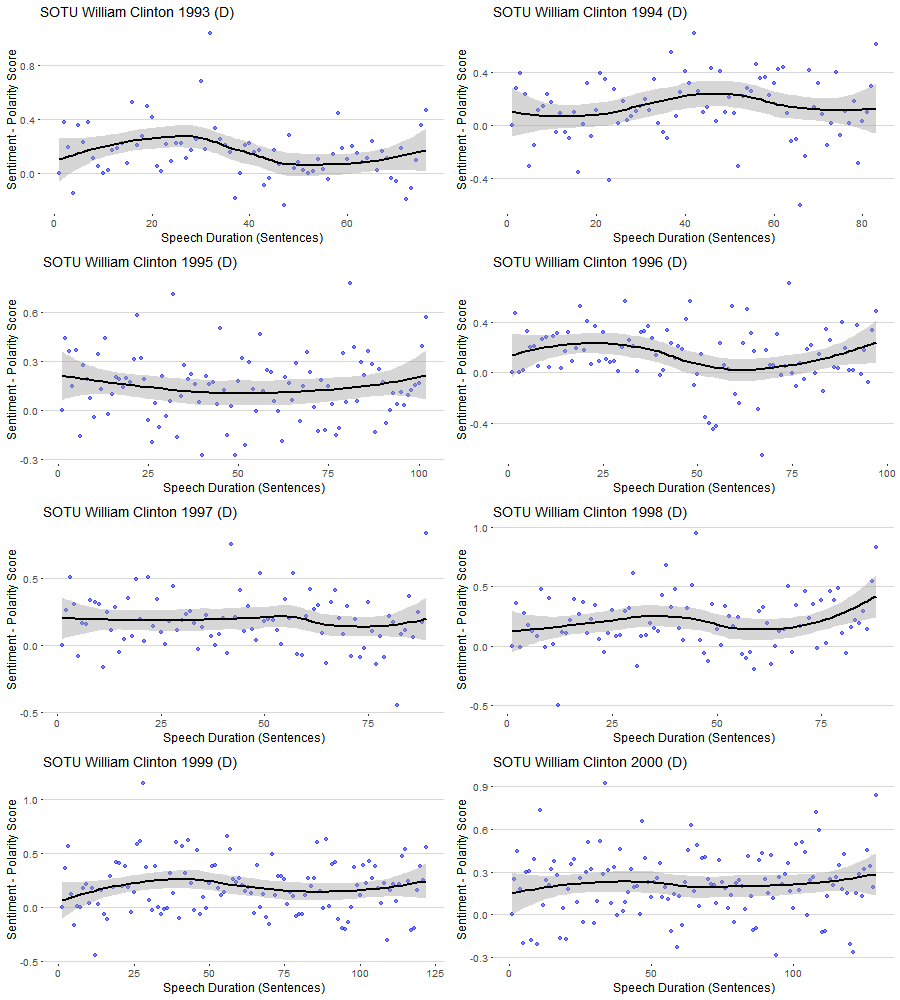 SOTU William Clinton 1993 (D)
Sentiment - Polarity Score
0.8
0.4
0.0
0 20 40 60
Speech Duration (Sentences)
SOTU William Clinton 1994 (D)
Sentiment - Polarity Score
0.4
0.0
-0.4
0 20 40 60 80
Speech Duration (Sentences)
SOTU William Clinton 1995 (D)
Sentiment - Polarity Score
0.6
0.3
0.0
-0.3
0 25 50 75 100
Speech Duration (Sentences)
SOTU William Clinton 1996 (D)
Sentiment - Polarity Score
0.4
0.0
-0.4
0 25 50 75 100
Speech Duration (Sentences)
SOTU William Clinton 1997 (D)
Sentiment - Polarity Score
0.5
0.0
-0.5
0 25 50 75
Speech Duration (Sentences)
SOTU William Clinton 1998 (D)
Sentiment - Polarity Score
1.0
0.5
0.0
-0.5
0 25 50 75
Speech Duration (Sentences)
SOTU William Clinton 1999 (D)
Sentiment - Polarity Score
1.0
0.5
0.0
-0.5
0 25 50 75 100 125
Speech Duration (Sentences)
SOTU William Clinton 2000 (D)
Sentiment - Polarity Score
0.9
0.6
0.3
0.0
-0.3
0 50 100
Speech Duration (Sentences)